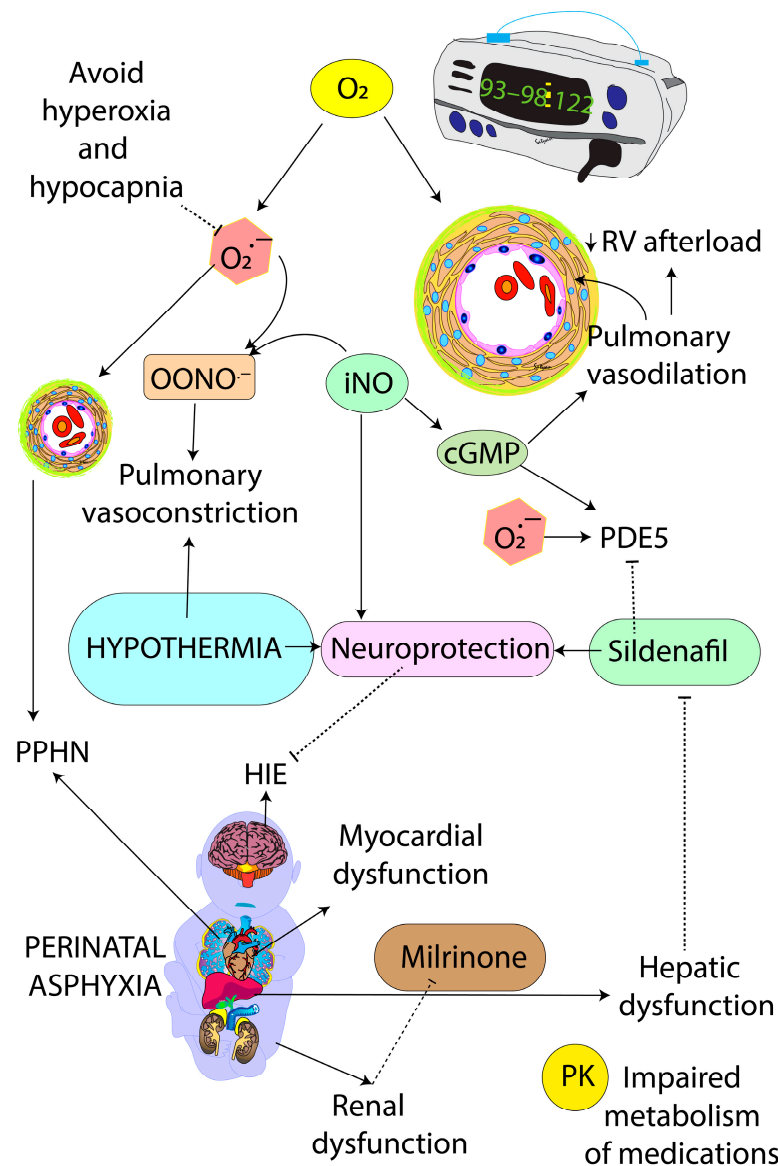 Avoid
hyperoxia
and
hypocapnia
O₂
93–98 122
O₂·–
↓ RV afterload
Pulmonary
vasodilation
OONO·–
iNO
cGMP
Pulmonary
vasoconstriction
O₂·–
PDE5
HYPOTHERMIA
Neuroprotection
Sildenafil
PPHN
HIE
Myocardial
dysfunction
PERINATAL
ASPHYXIA
Milrinone
Hepatic
dysfunction
Renal
dysfunction
PK
Impaired
metabolism
of medications